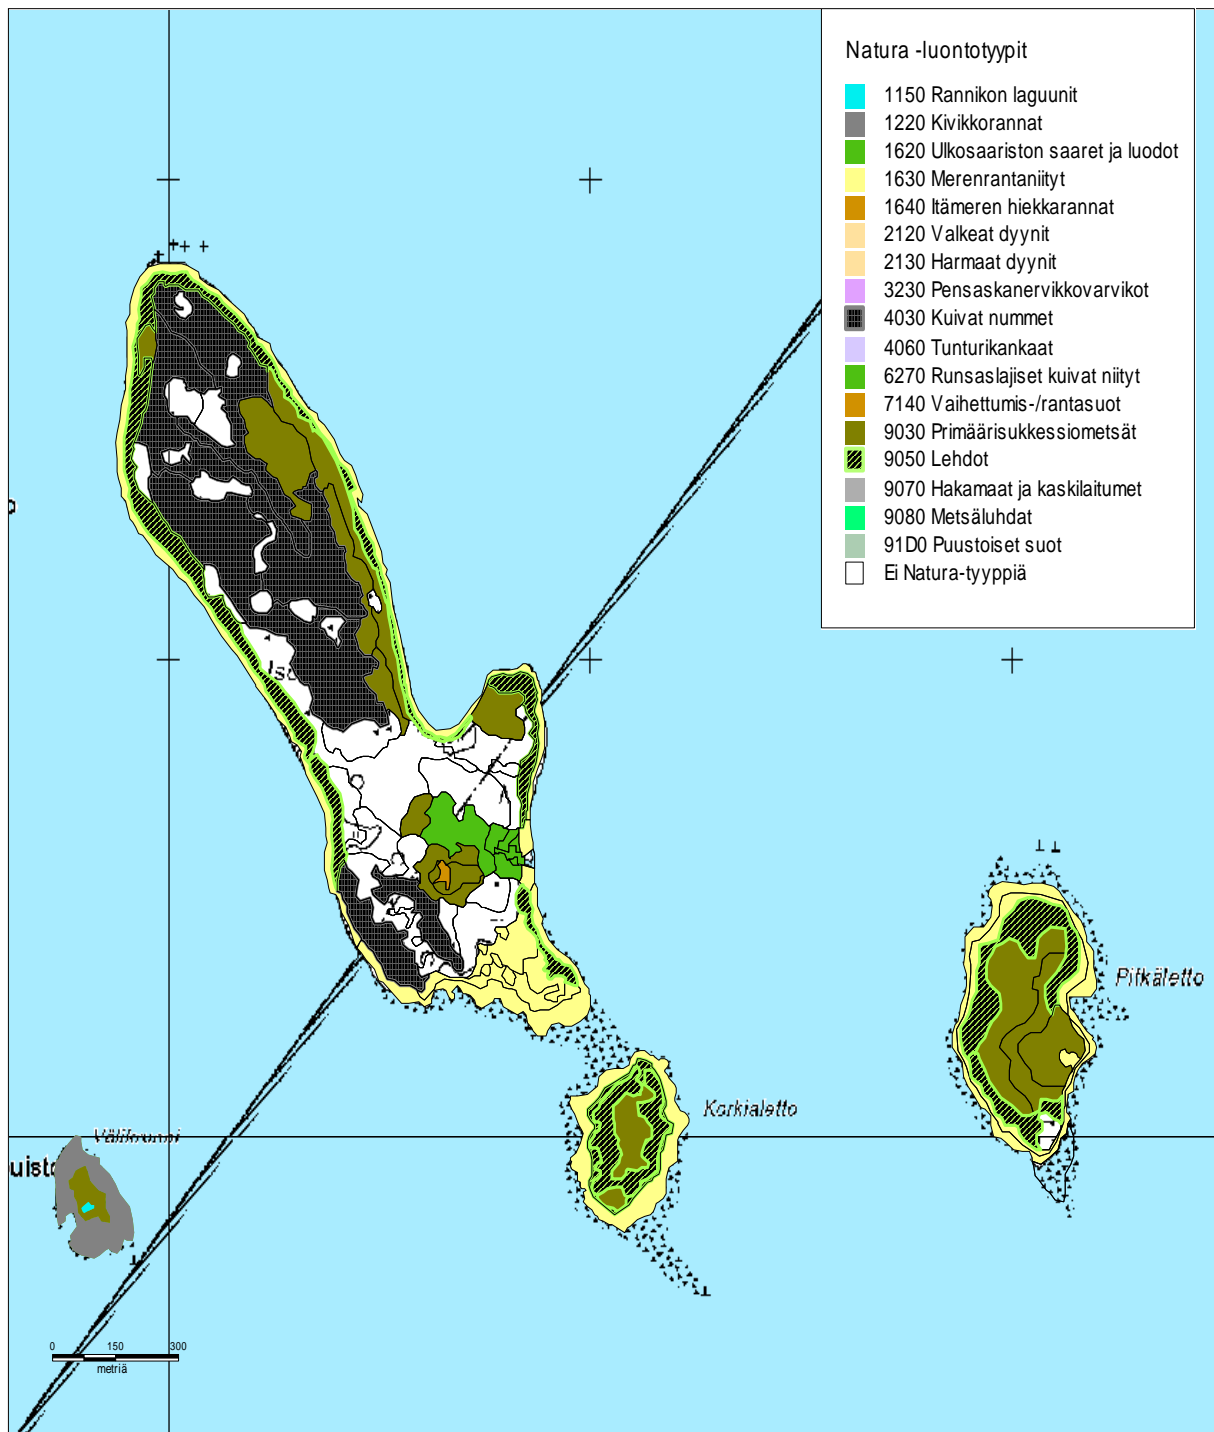 Natura -luontotyypit
1150 Rannikon laguunit
1220 Kivikkorannat
1620 Ulkosaariston saaret ja luodot
1630 Merenrantaniityt
1640 Itämeren hiekkarannat
2120 Valkeat dyynit
2130 Harmaat dyynit
3230 Pensaskanervikkovarvikot
4030 Kuivat nummet
4060 Tunturikankaat
6270 Runsaslajiset kuivat niityt
7140 Vaihettumis-/rantasuot
9030 Primäärisukkessiometsät
9050 Lehdot
9070 Hakamaat ja kaskilaitumet
9080 Metsäluhdat
91D0 Puustoiset suot
Ei Natura-tyyppiä
Iso
Pitkäletto
Korkialetto
uisto
0 150 300
metriä